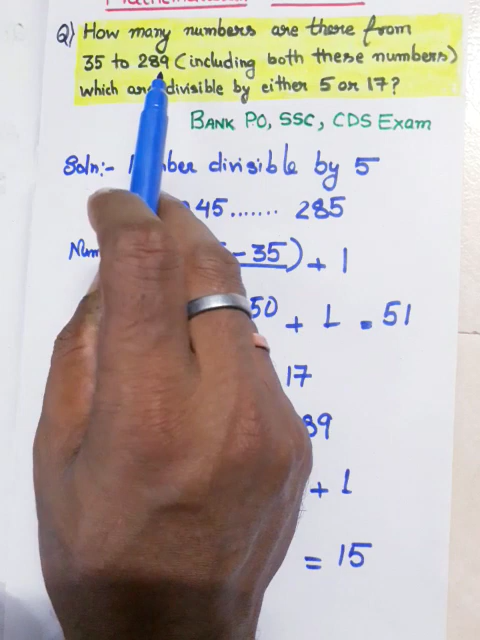 Q) How many numbers are there from
35 to 289 (including both these numbers)
which are divisible by either 5 or 17?
BANK PO, SSC, CDS Exam
Soln:- divisible by 5
45....... 285
- 35) + 1
50 + 1 = 51
17
89
+ 1
= 15